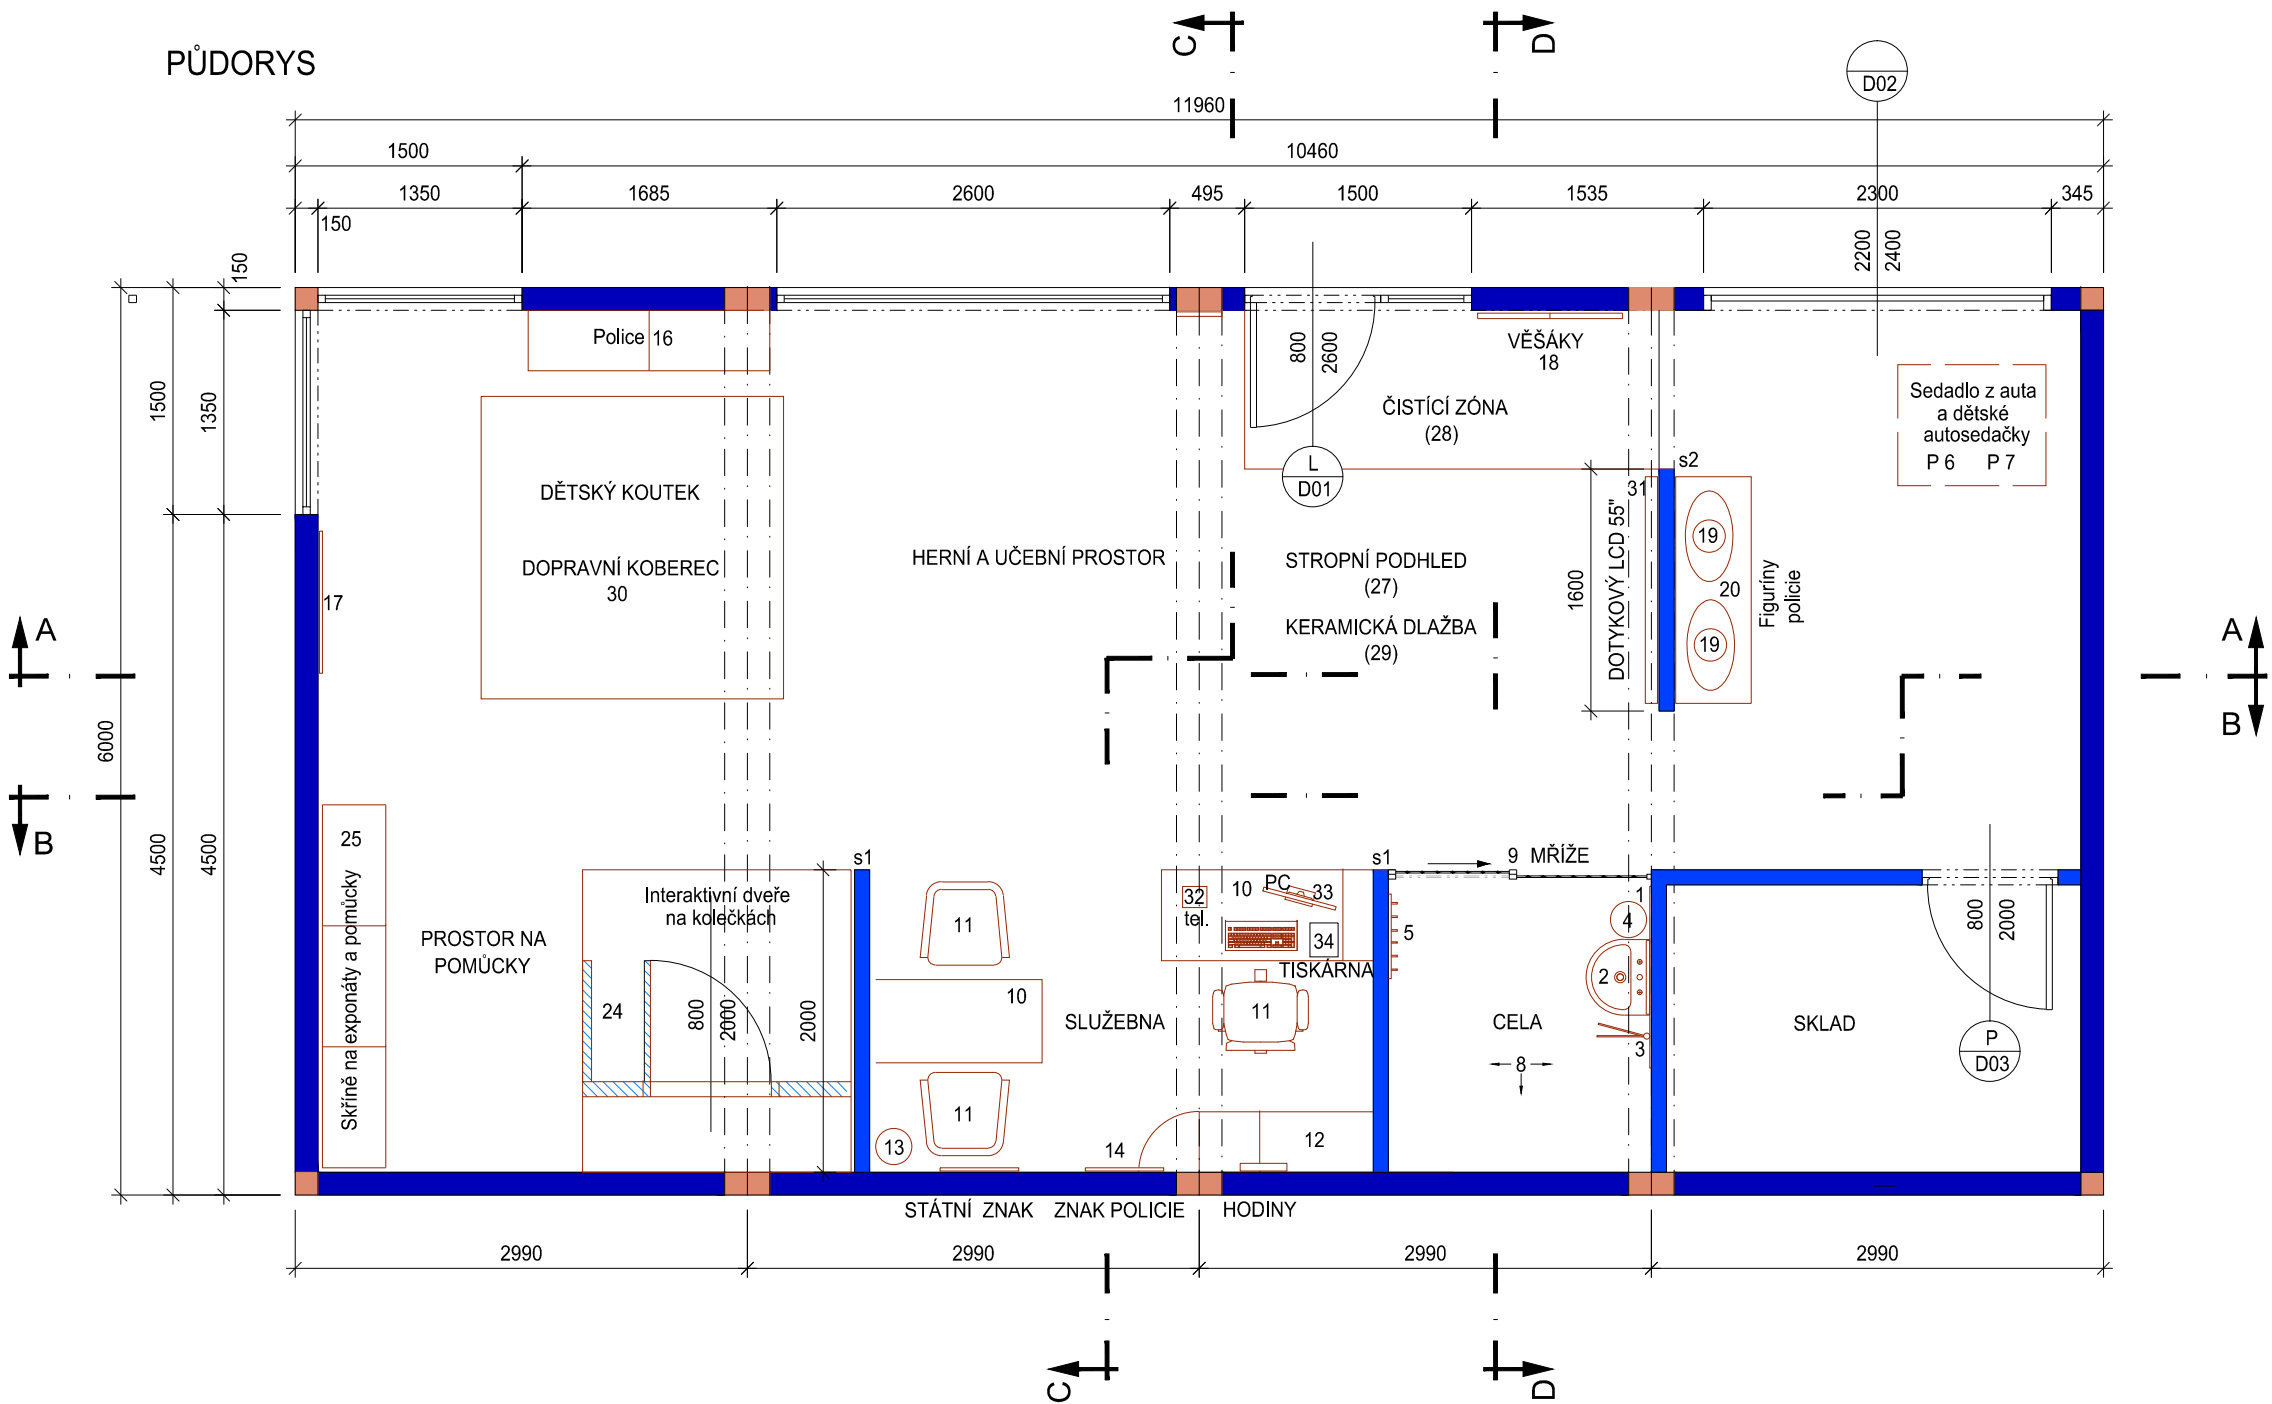 PŮDORYS
C
D
D02
11960
1500
10460
1350
1685
2600
495
1500
1535
2300
345
150
150
2200
2400
Police 16
800
2600
VĚŠÁKY
18
ČISTÍCÍ ZÓNA
(28)
Sedadlo z auta
a dětské
autosedačky
P 6 P 7
1500
1350
L
D01
s2
31
DĚTSKÝ KOUTEK
DOPRAVNÍ KOBEREC
30
HERNÍ A UČEBNÍ PROSTOR
STROPNÍ PODHLED
(27)
KERAMICKÁ DLAŽBA
(29)
1600
DOTYKOVÝ LCD 55"
19
20
19
Figuríny
policie
17
A
A
B
B
6000
4500
4500
25
Skříně na exponáty a pomůcky
PROSTOR NA
POMŮCKY
Interaktivní dveře
na kolečkách
24
800
2000
2000
s1
11
10
11
13
14
SLUŽEBNA
32
tel.
10
PC
33
34
TISKÁRNA
11
12
s1
9 MŘÍŽE
5
1
4
2
3
CELA
8
SKLAD
800
2000
P
D03
STÁTNÍ ZNAK ZNAK POLICIE HODINY
2990
2990
2990
2990
C
D